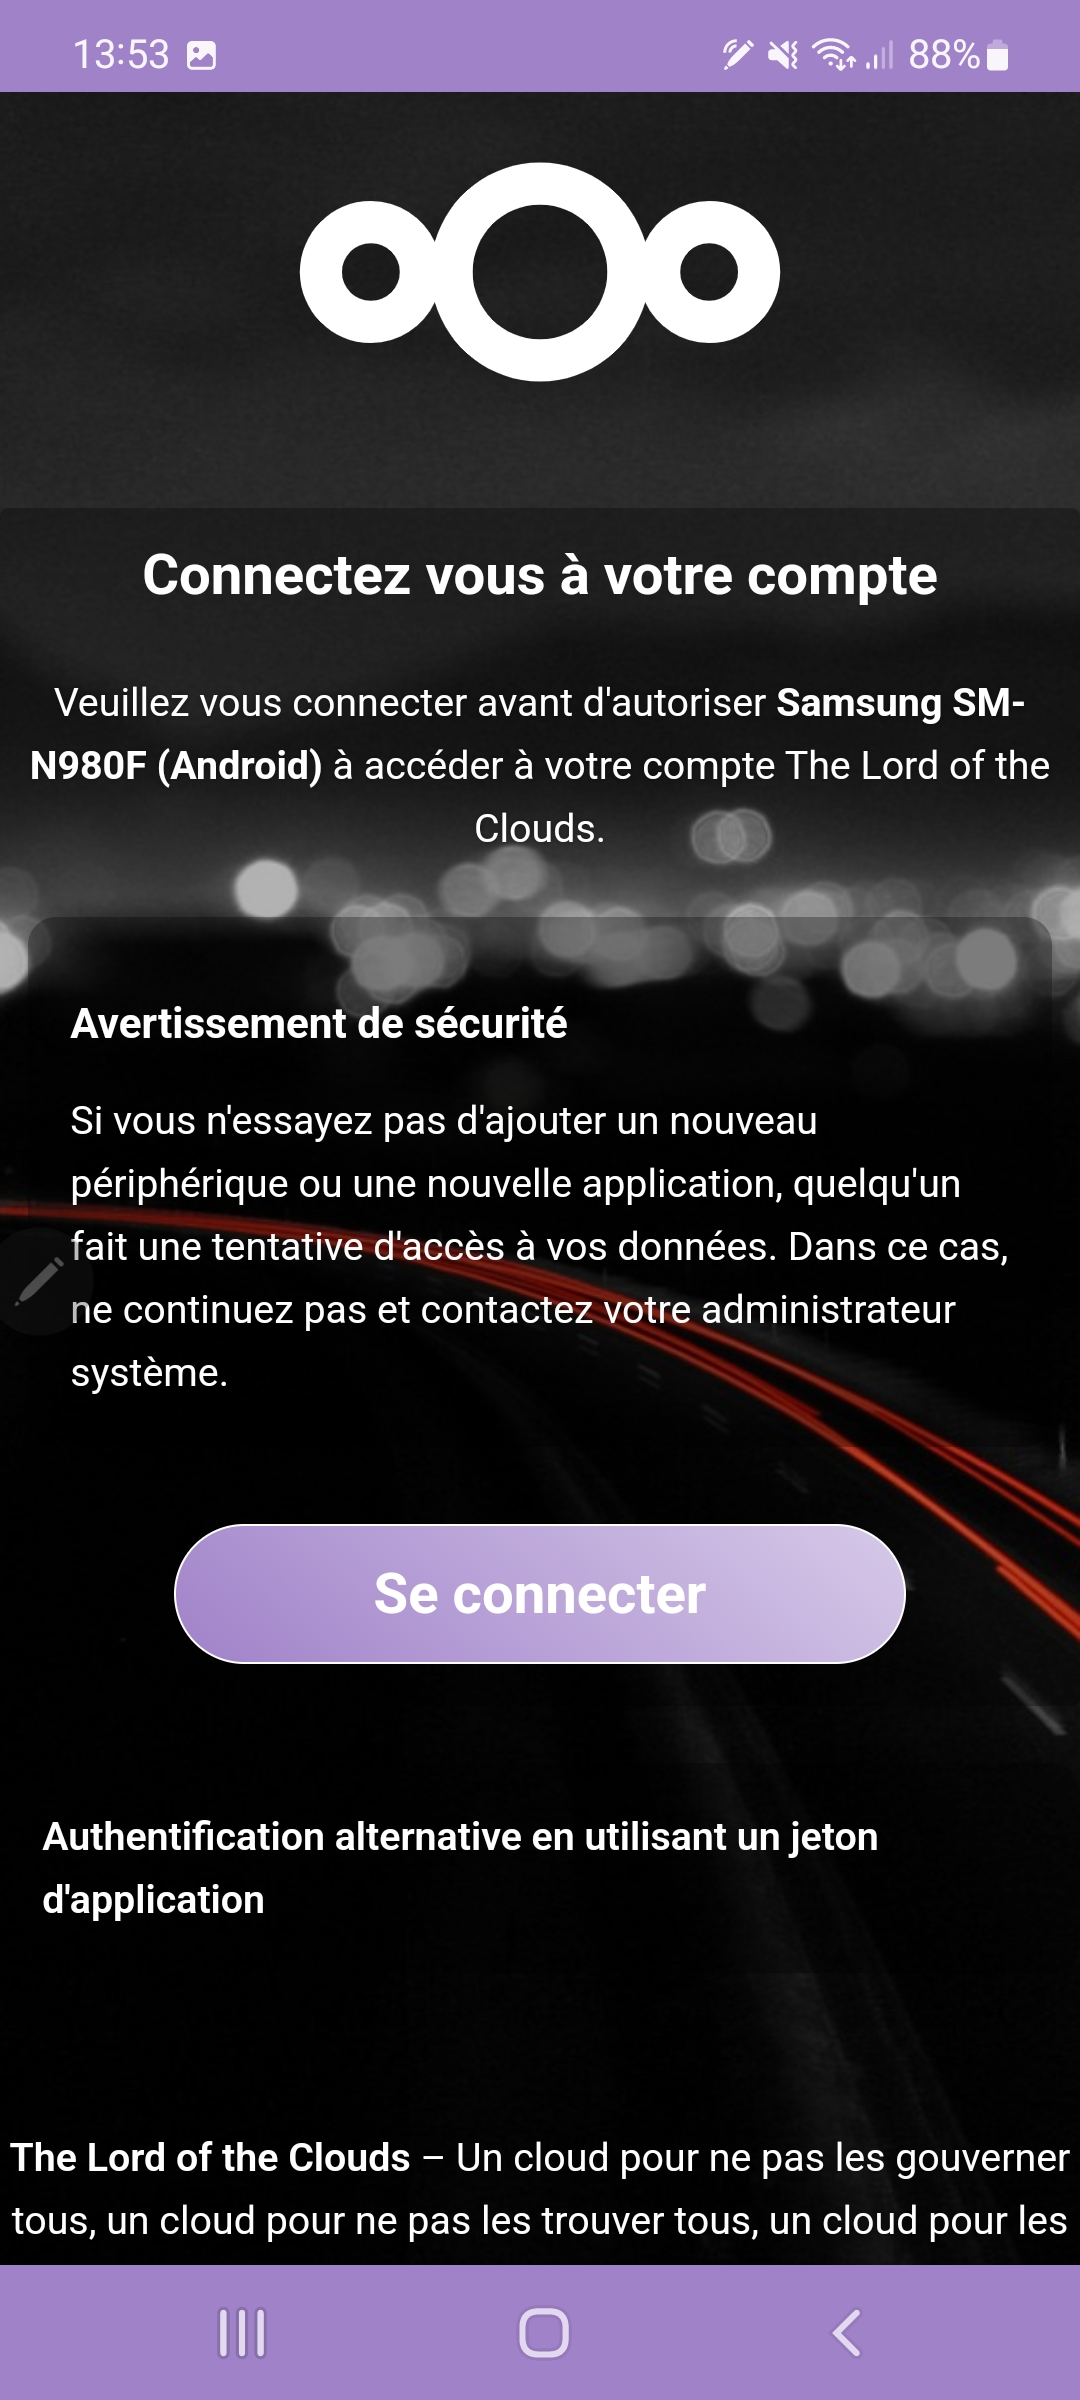 13:53
88%
Connectez vous à votre compte
Veuillez vous connecter avant d'autoriser Samsung SM-
N980F (Android) à accéder à votre compte The Lord of the
Clouds.
Avertissement de sécurité
Si vous n'essayez pas d'ajouter un nouveau
périphérique ou une nouvelle application, quelqu'un
fait une tentative d'accès à vos données. Dans ce cas,
ne continuez pas et contactez votre administrateur
système.
Se connecter
Authentification alternative en utilisant un jeton
d'application
The Lord of the Clouds – Un cloud pour ne pas les gouverner
tous, un cloud pour ne pas les trouver tous, un cloud pour les